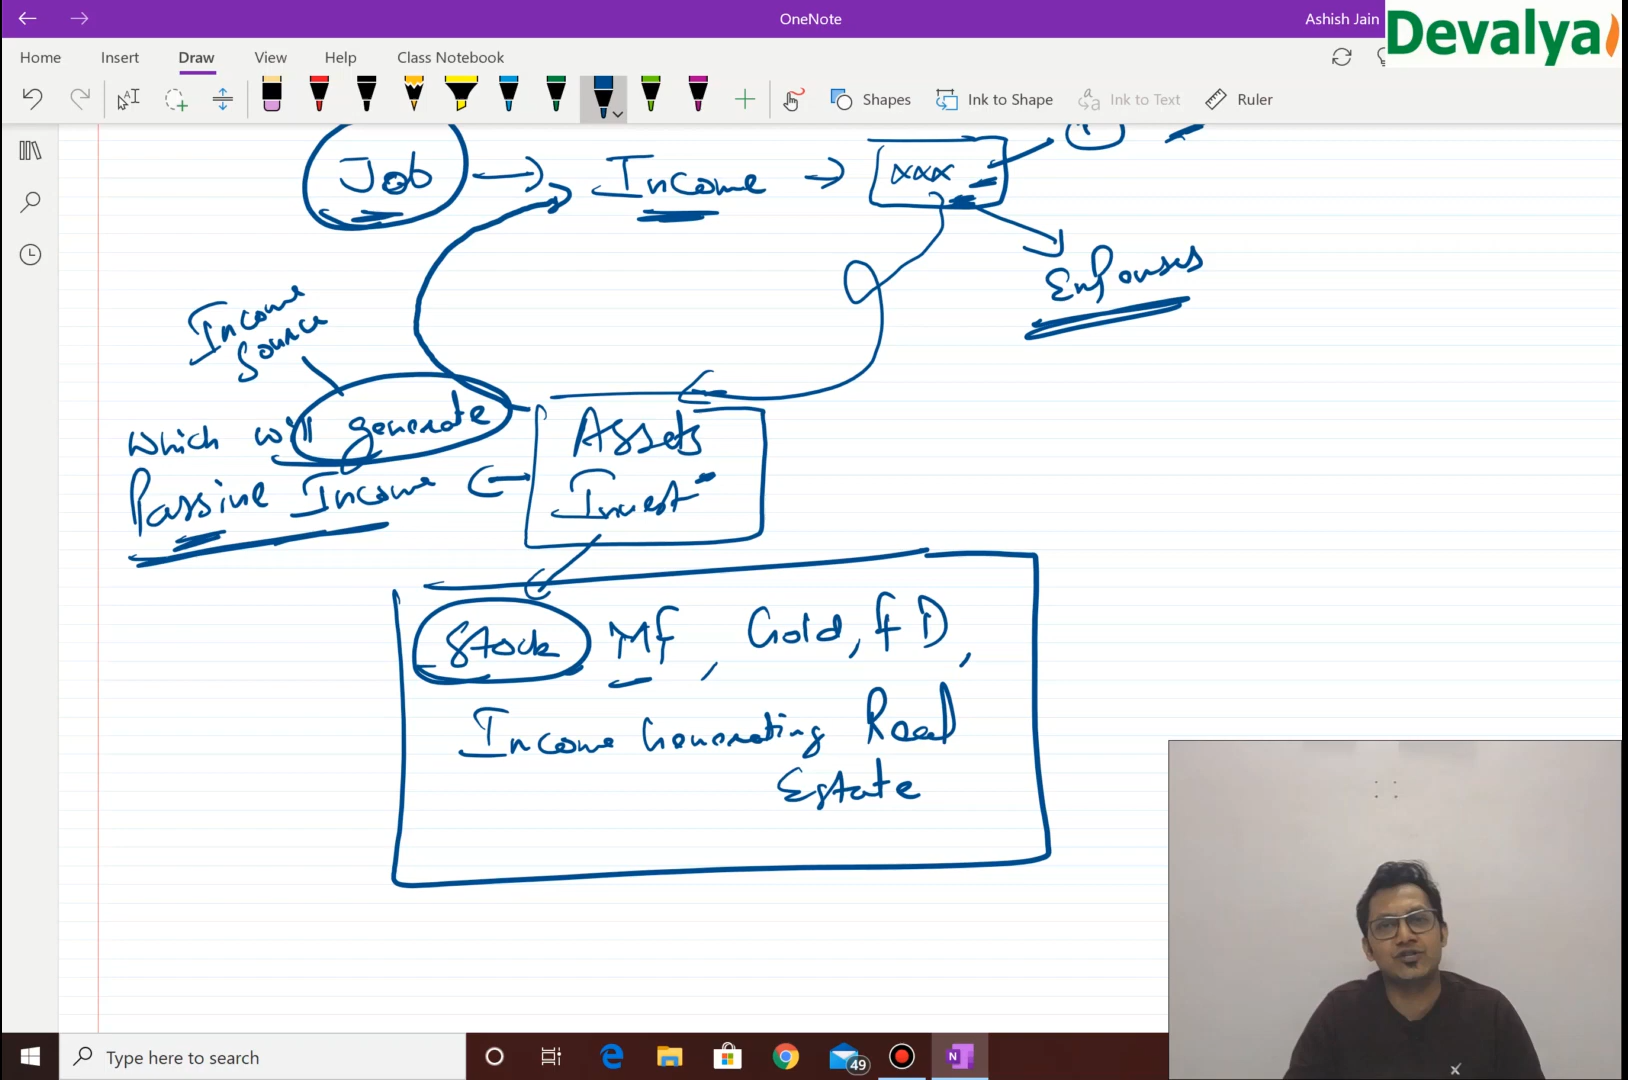 OneNote
Ashish Jain
Devalya
Home Insert Draw View Help Class Notebook
Shapes Ink to Shape Ink to Text Ruler
Job → Income → xxx
Income
Source
which will generate
Passive Income
Assets
Invest
Stock MF, Gold, FD,
Income Generating Real
Estate
Type here to search
49